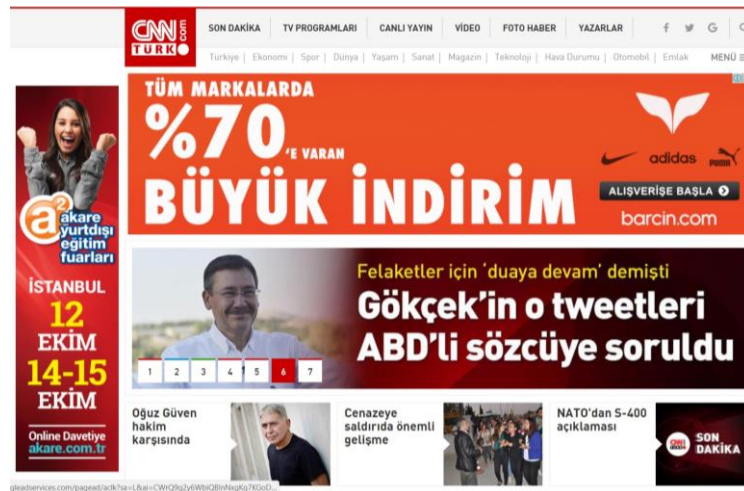 CNN.com
TÜRK
SON DAKİKA TV PROGRAMLARI CANLI YAYIN VİDEO FOTO HABER YAZARLAR
Türkiye | Ekonomi | Spor | Dünya | Yaşam | Sanat | Magazin | Teknoloji | Hava Durumu | Otomobil | Emlak MENÜ
a2
akare
yurtdışı
eğitim
fuarları
İSTANBUL
12
EKİM
14-15
EKİM
Online Davetiye
akare.com.tr
TÜM MARKALARDA
%70'E VARAN
BÜYÜK İNDİRİM
adidas
PUMA
ALIŞVERİŞE BAŞLA
barcin.com
Felaketler için 'duaya devam' demişti
Gökçek'in o tweetleri
ABD'li sözcüye soruldu
1 2 3 4 5 6 7
Oğuz Güven
hakim
karşısında
Cenazeye
saldırıda önemli
gelişme
NATO'dan S-400
açıklaması
CNN
TÜRK
SON
DAKİKA